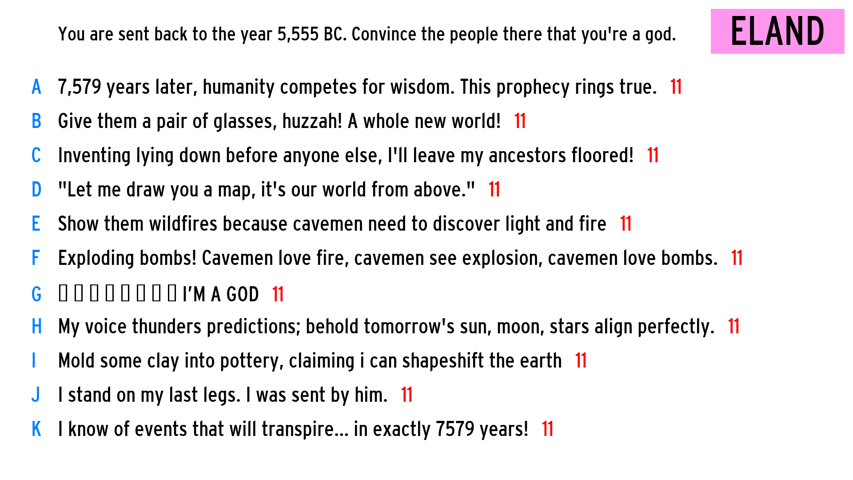 You are sent back to the year 5,555 BC. Convince the people there that you're a god.
ELAND
A 7,579 years later, humanity competes for wisdom. This prophecy rings true. 11
B Give them a pair of glasses, huzzah! A whole new world! 11
C Inventing lying down before anyone else, I'll leave my ancestors floored! 11
D "Let me draw you a map, it's our world from above." 11
E Show them wildfires because cavemen need to discover light and fire 11
F Exploding bombs! Cavemen love fire, cavemen see explosion, cavemen love bombs. 11
G I'M A GOD 11
H My voice thunders predictions; behold tomorrow's sun, moon, stars align perfectly. 11
I Mold some clay into pottery, claiming i can shapeshift the earth 11
J I stand on my last legs. I was sent by him. 11
K I know of events that will transpire... in exactly 7579 years! 11